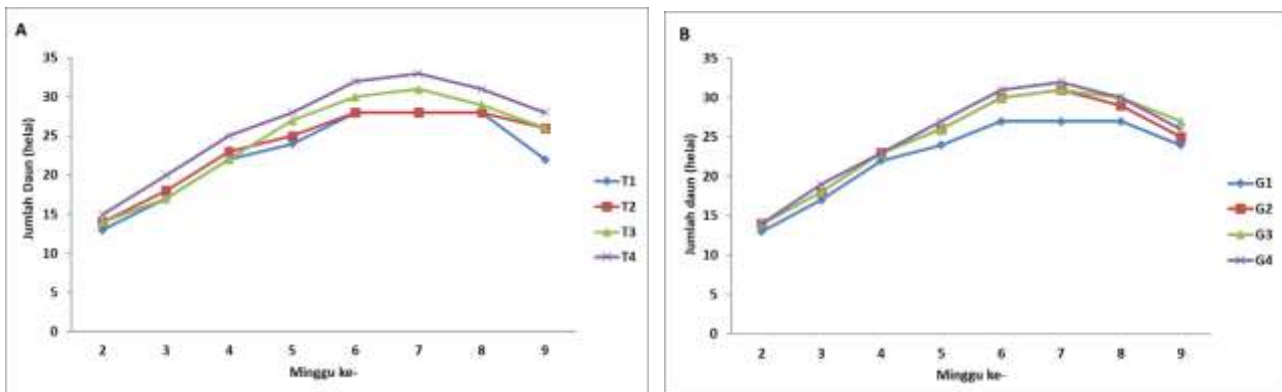 A
35
30
25
20
15
10
5
0
Jumlah Daun (helai)
2 3 4 5 6 7 8 9
Minggu ke-
T1
T2
T3
T4
B
35
30
25
20
15
10
5
0
Jumlah daun (helai)
2 3 4 5 6 7 8 9
Minggu ke-
G1
G2
G3
G4